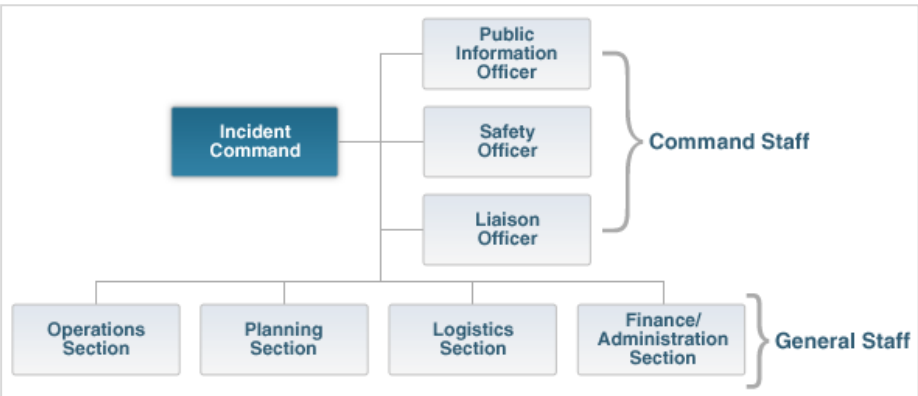 Public
Information
Officer
Incident
Command
Safety
Officer
Command Staff
Liaison
Officer
Operations
Section
Planning
Section
Logistics
Section
Finance/
Administration
Section
General Staff